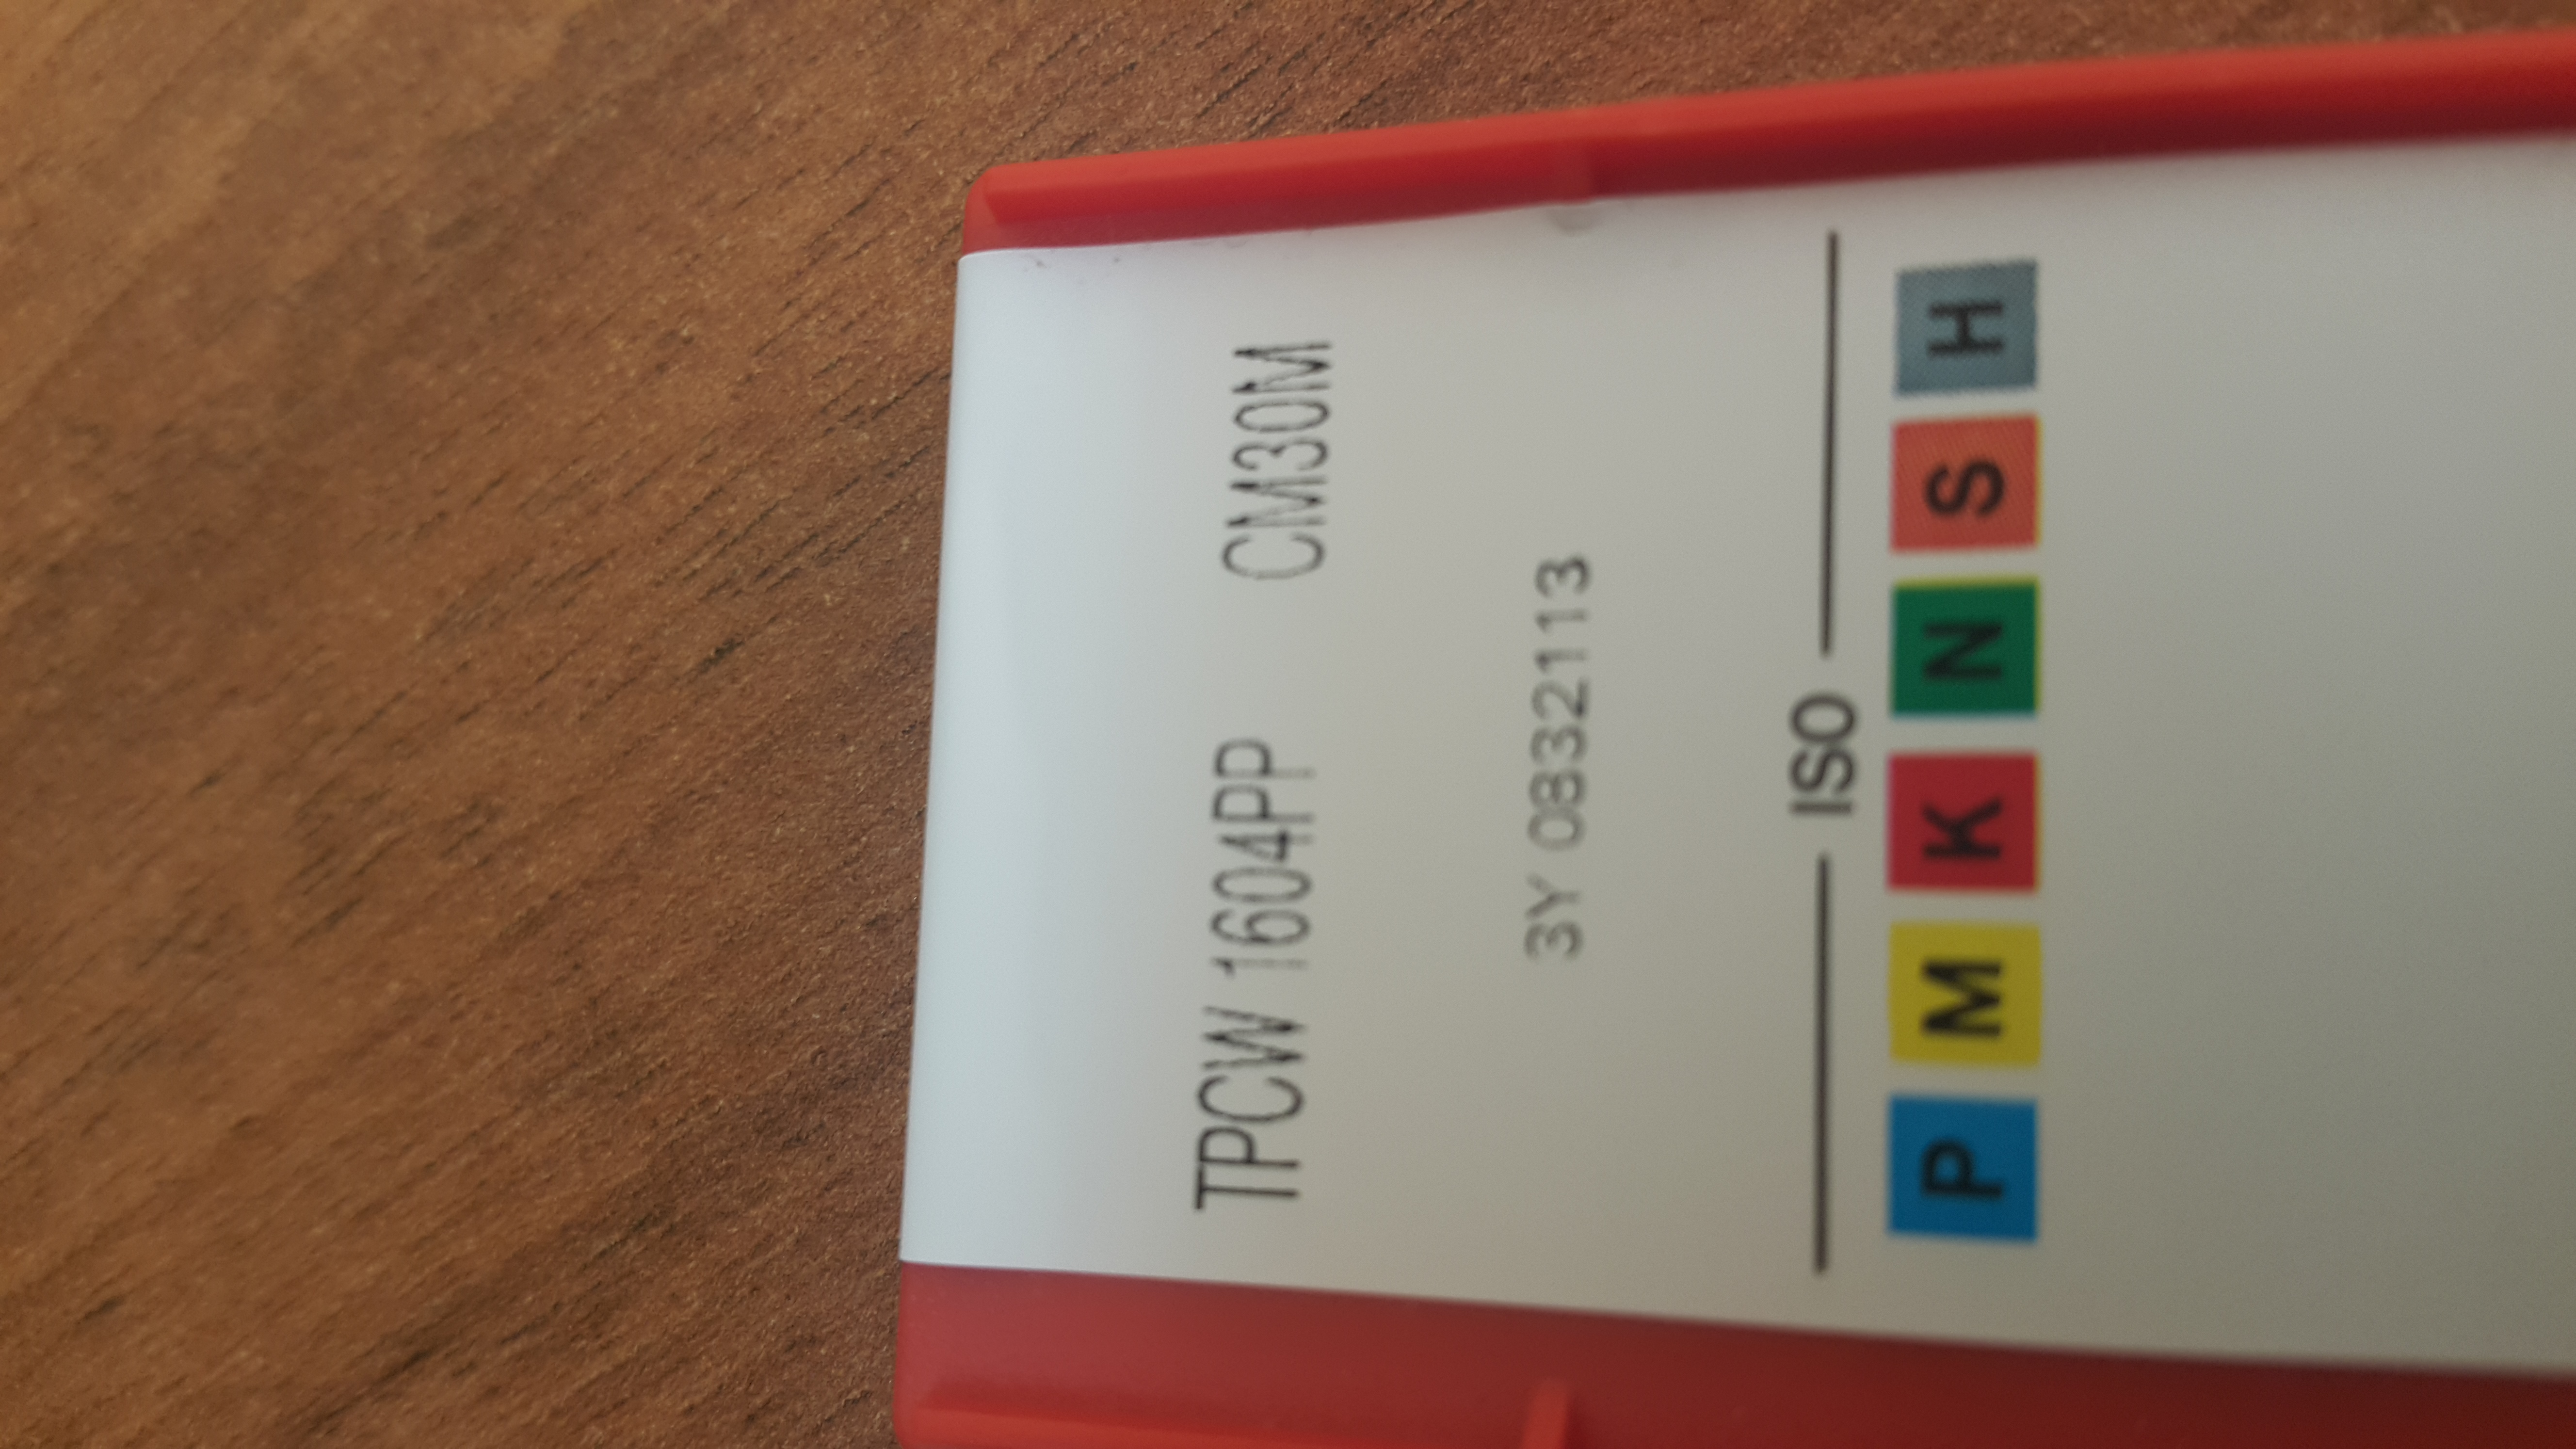 TPCW 1604PP CM30M
3Y 0832113
ISO
P M K N S H